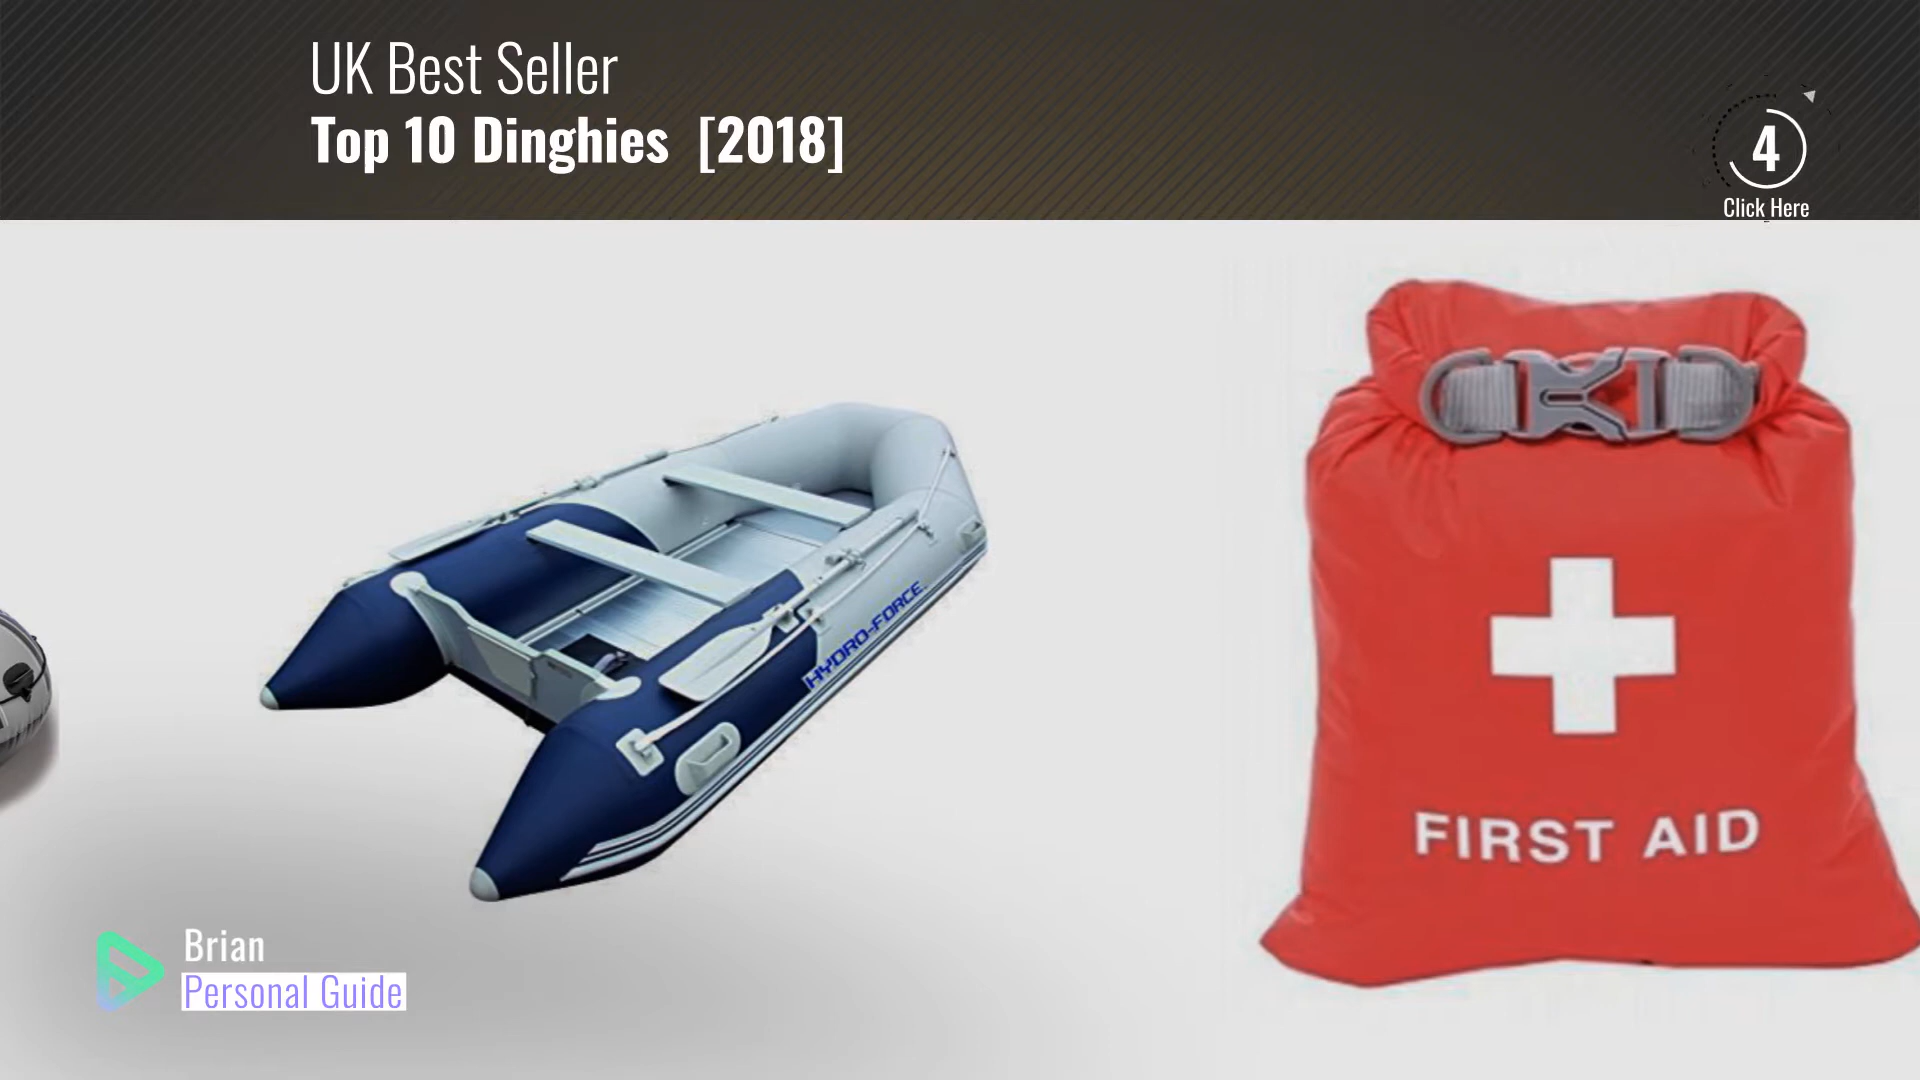 UK Best Seller
Top 10 Dinghies [2018]
4
Click Here
HYDRO-FORCE
FIRST AID
Brian
Personal Guide